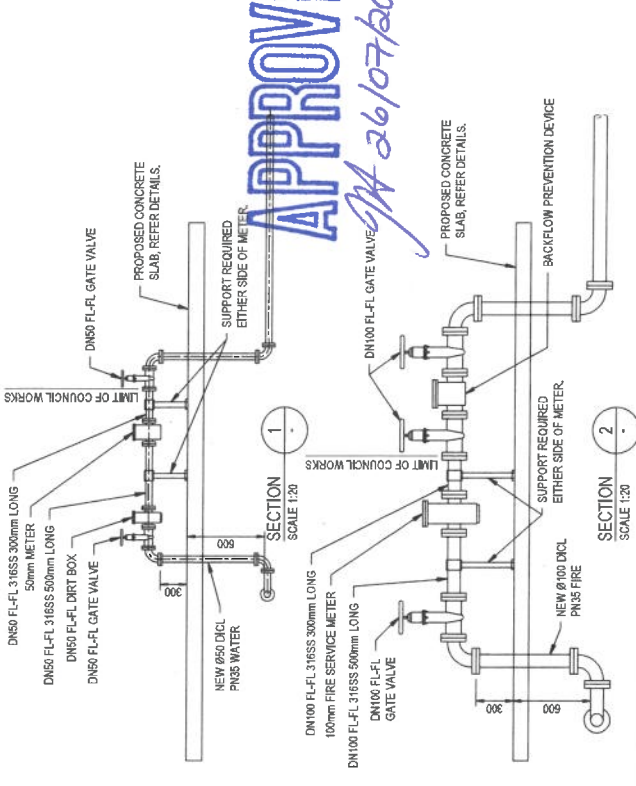 DN50 FL-FL 316SS 300mm LONG
50mm METER
DN50 FL-FL 316SS 500mm LONG
DN50 FL-FL DIRT BOX
DN50 FL-FL GATE VALVE
LIMIT OF COUNCIL WORKS
DN50 FL-FL GATE VALVE
PROPOSED CONCRETE
SLAB, REFER DETAILS.
SUPPORT REQUIRED
EITHER SIDE OF METER.
300
600
NEW Ø50 DICL
PN35 WATER
SECTION
SCALE 1:20
1
-
APPROV
26/07/20
DN100 FL-FL 316SS 300mm LONG
100mm FIRE SERVICE METER
DN100 FL-FL 316SS 500mm LONG
DN100 FL-FL
GATE VALVE
LIMIT OF COUNCIL WORKS
DN100 FL-FL GATE VALVE
PROPOSED CONCRETE
SLAB, REFER DETAILS.
BACKFLOW PREVENTION DEVICE
SUPPORT REQUIRED
EITHER SIDE OF METER.
300
600
NEW Ø100 DICL
PN35 FIRE
SECTION
SCALE 1:20
2
-